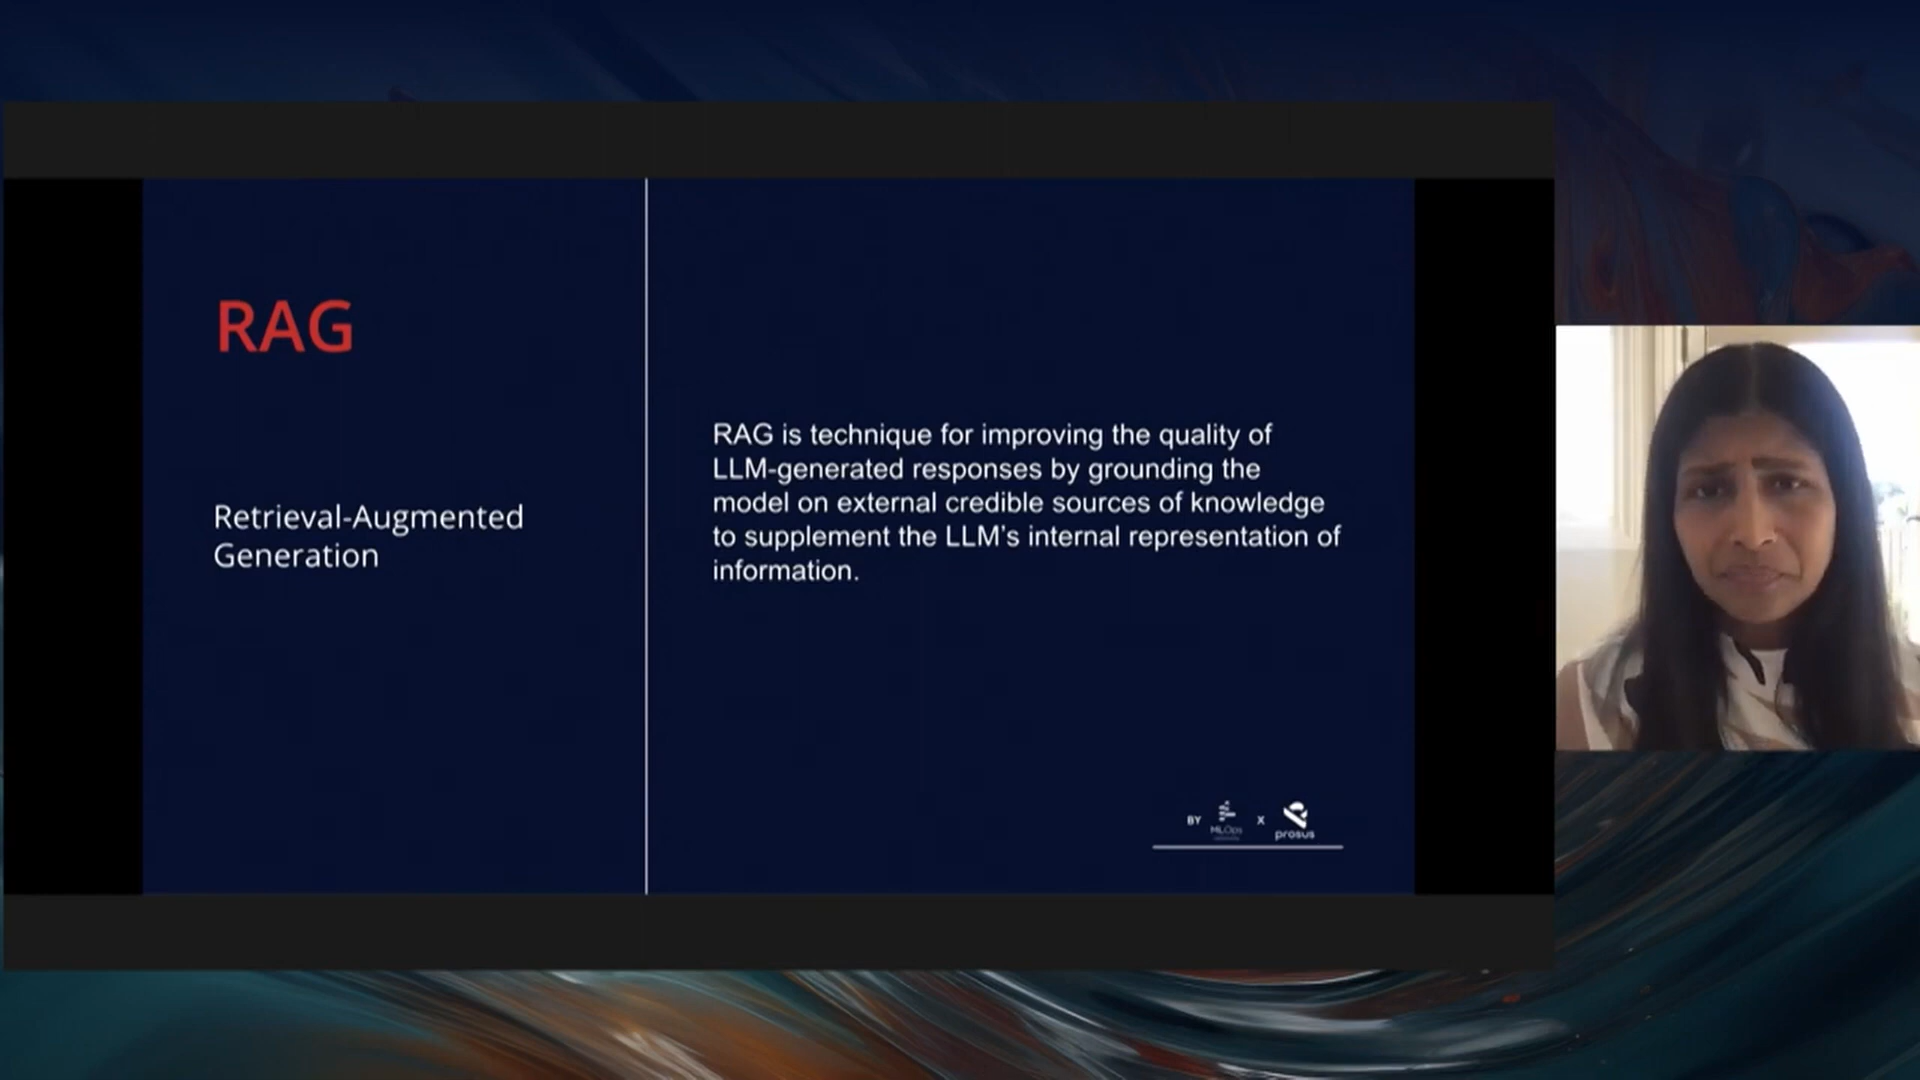 RAG
Retrieval-Augmented
Generation
RAG is technique for improving the quality of
LLM-generated responses by grounding the
model on external credible sources of knowledge
to supplement the LLM's internal representation of
information.
BY MLOps X prosus